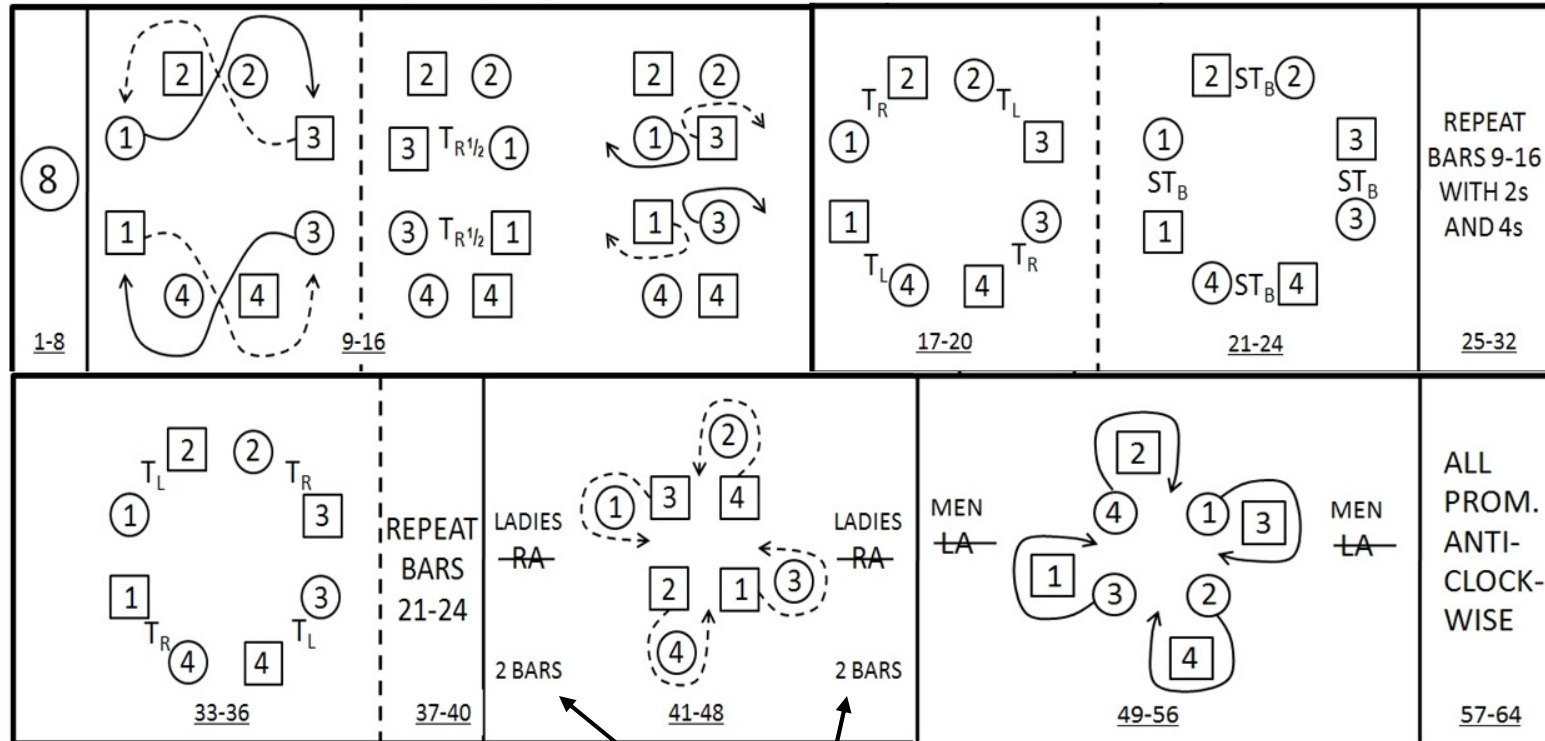 8
1-8
2 2
1 3
1 3
4 4
9-16
2 2
3 TR½ 1
3 TR½ 1
4 4
2 2
1 3
1 3
4 4
TR 2 2 TL
1 3
1 3
TL 4 4 TR
17-20
2 STB 2
1 3
STB STB
1 3
4 STB 4
21-24
REPEAT
BARS 9-16
WITH 2s
AND 4s
25-32
2 2
TL TR
1 3
1 3
TR TL
4 4
33-36
REPEAT
BARS
21-24
37-40
LADIES
RA
2 BARS
2
1 3 4
2 1 3
4
41-48
LADIES
RA
2 BARS
MEN
LA
2
4 1 3
1 3 2
4
49-56
MEN
LA
ALL
PROM.
ANTI-
CLOCK-
WISE
57-64